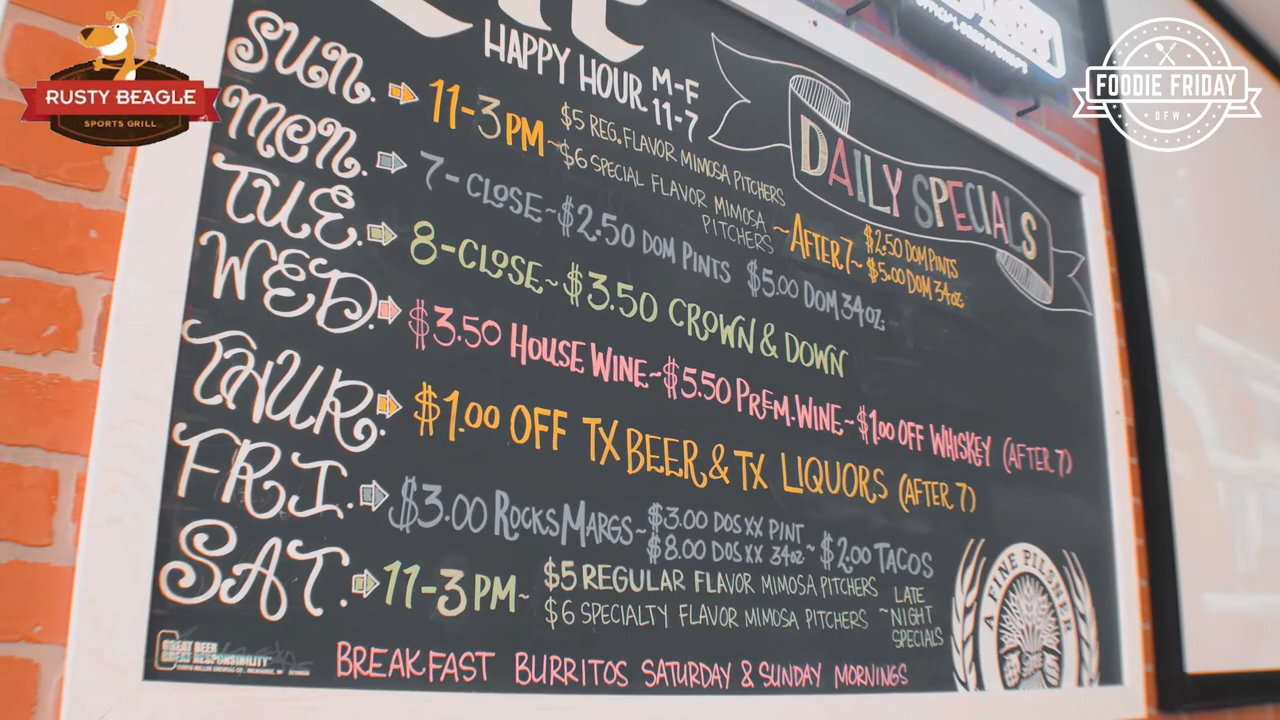 RUSTY BEAGLE
SPORTS GRILL
FOODIE FRIDAY
DFW
HAPPY HOUR M-F 11-7
DAILY SPECIALS
SUN. 11-3PM~ $5 REG. FLAVOR MIMOSA PITCHERS
~$6 SPECIAL FLAVOR MIMOSA PITCHERS ~AFTER 7~ $2.50 DOM PINTS
$5.00 DOM 34OZ.
MON. 7-CLOSE~$2.50 DOM PINTS $5.00 DOM 34OZ.
TUE. 8-CLOSE~$3.50 CROWN & DOWN
WED. $3.50 HOUSE WINE~$5.50 PREM. WINE~$1.00 OFF WHISKEY (AFTER 7)
THUR. $1.00 OFF TX BEER & TX LIQUORS (AFTER 7)
FRI. $3.00 ROCKS MARGS~ $3.00 DOS XX PINT
$8.00 DOS XX 34OZ ~ $2.00 TACOS
SAT. 11-3PM~ $5 REGULAR FLAVOR MIMOSA PITCHERS
$6 SPECIALTY FLAVOR MIMOSA PITCHERS ~ LATE NIGHT SPECIALS
BREAKFAST BURRITOS SATURDAY & SUNDAY MORNINGS
GREAT BEER
GREAT RESPONSIBILITY
A FINE PILSNER